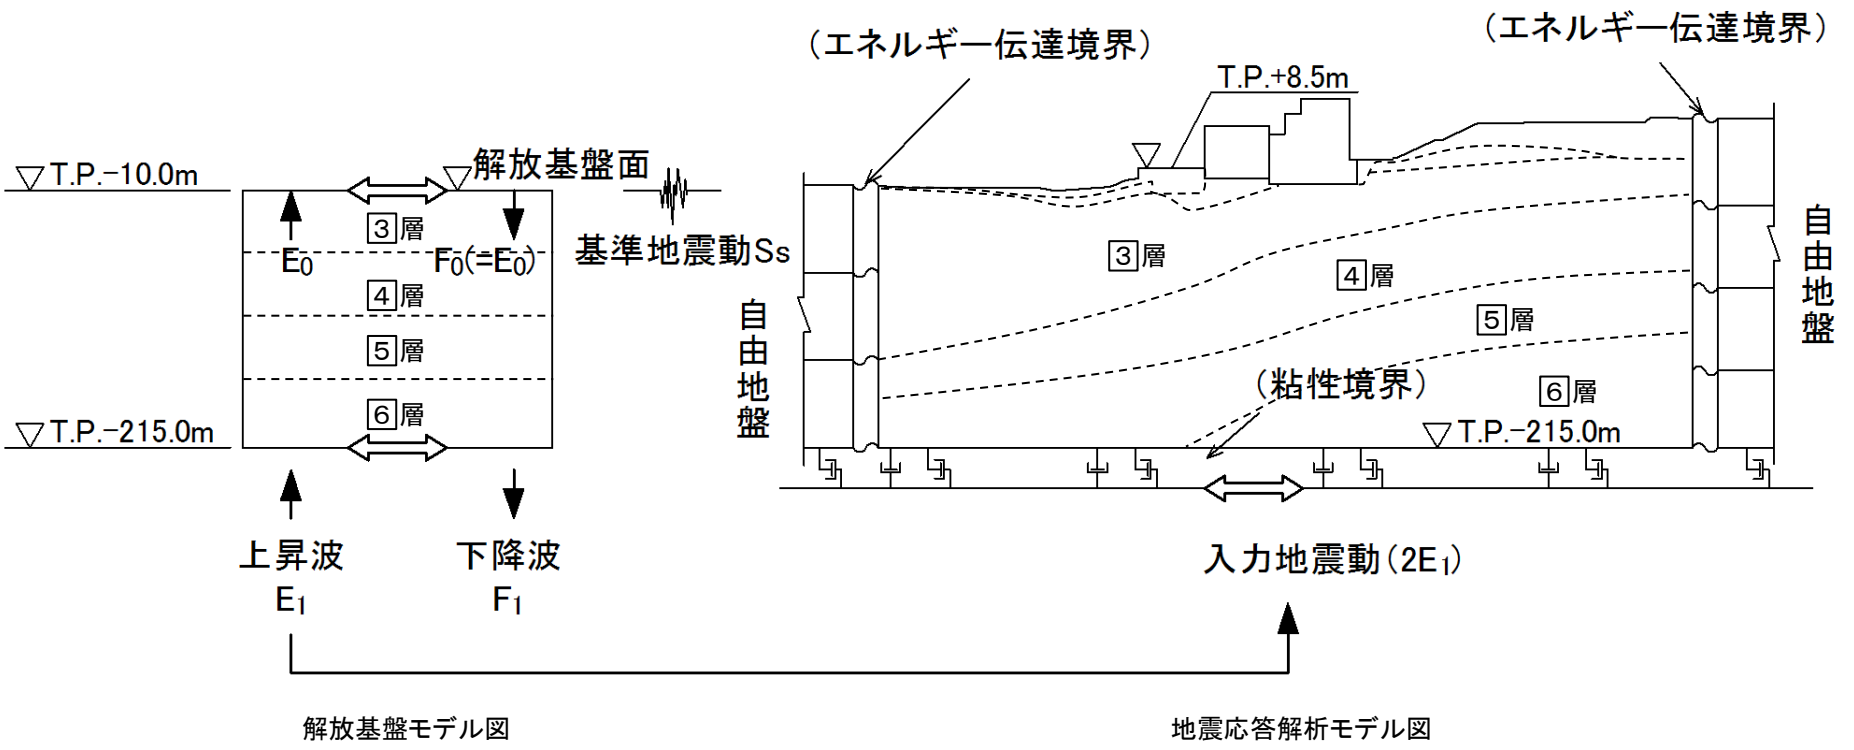 (エネルギー伝達境界)
(エネルギー伝達境界)
T.P.+8.5m
T.P.-10.0m
解放基盤面
3層
E0
F0(=E0)
基準地震動Ss
4層
5層
6層
T.P.-215.0m
上昇波
E1
下降波
F1
自由地盤
3層
4層
5層
6層
(粘性境界)
T.P.-215.0m
自由地盤
入力地震動(2E1)
解放基盤モデル図
地震応答解析モデル図